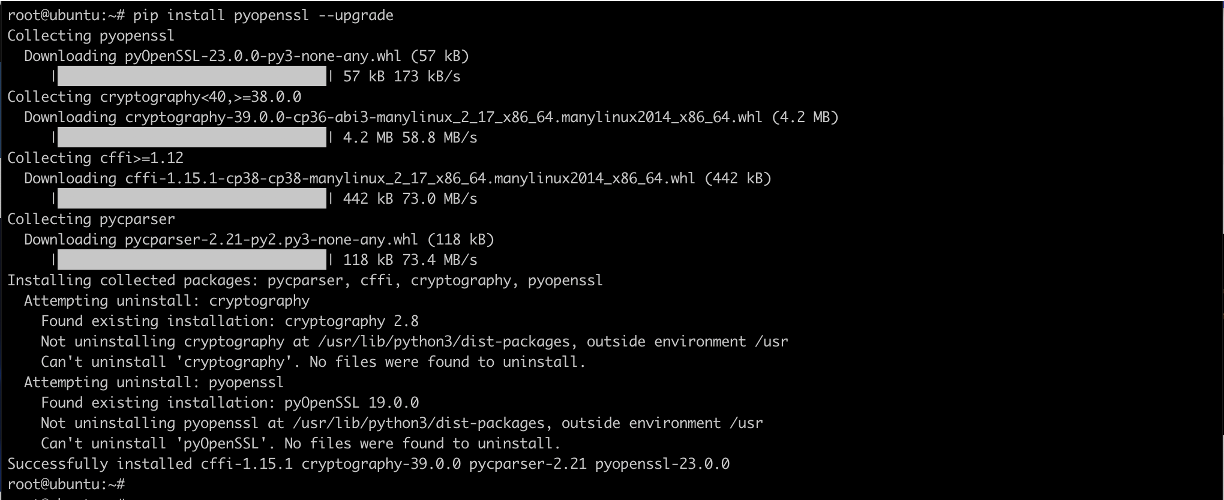 root@ubuntu:~# pip install pyopenssl --upgrade
Collecting pyopenssl
  Downloading pyOpenSSL-23.0.0-py3-none-any.whl (57 kB)
     |████████████████████████████████| 57 kB 173 kB/s
Collecting cryptography<40,>=38.0.0
  Downloading cryptography-39.0.0-cp36-abi3-manylinux_2_17_x86_64.manylinux2014_x86_64.whl (4.2 MB)
     |████████████████████████████████| 4.2 MB 58.8 MB/s
Collecting cffi>=1.12
  Downloading cffi-1.15.1-cp38-cp38-manylinux_2_17_x86_64.manylinux2014_x86_64.whl (442 kB)
     |████████████████████████████████| 442 kB 73.0 MB/s
Collecting pycparser
  Downloading pycparser-2.21-py2.py3-none-any.whl (118 kB)
     |████████████████████████████████| 118 kB 73.4 MB/s
Installing collected packages: pycparser, cffi, cryptography, pyopenssl
  Attempting uninstall: cryptography
    Found existing installation: cryptography 2.8
    Not uninstalling cryptography at /usr/lib/python3/dist-packages, outside environment /usr
    Can't uninstall 'cryptography'. No files were found to uninstall.
  Attempting uninstall: pyopenssl
    Found existing installation: pyOpenSSL 19.0.0
    Not uninstalling pyopenssl at /usr/lib/python3/dist-packages, outside environment /usr
    Can't uninstall 'pyOpenSSL'. No files were found to uninstall.
Successfully installed cffi-1.15.1 cryptography-39.0.0 pycparser-2.21 pyopenssl-23.0.0
root@ubuntu:~#